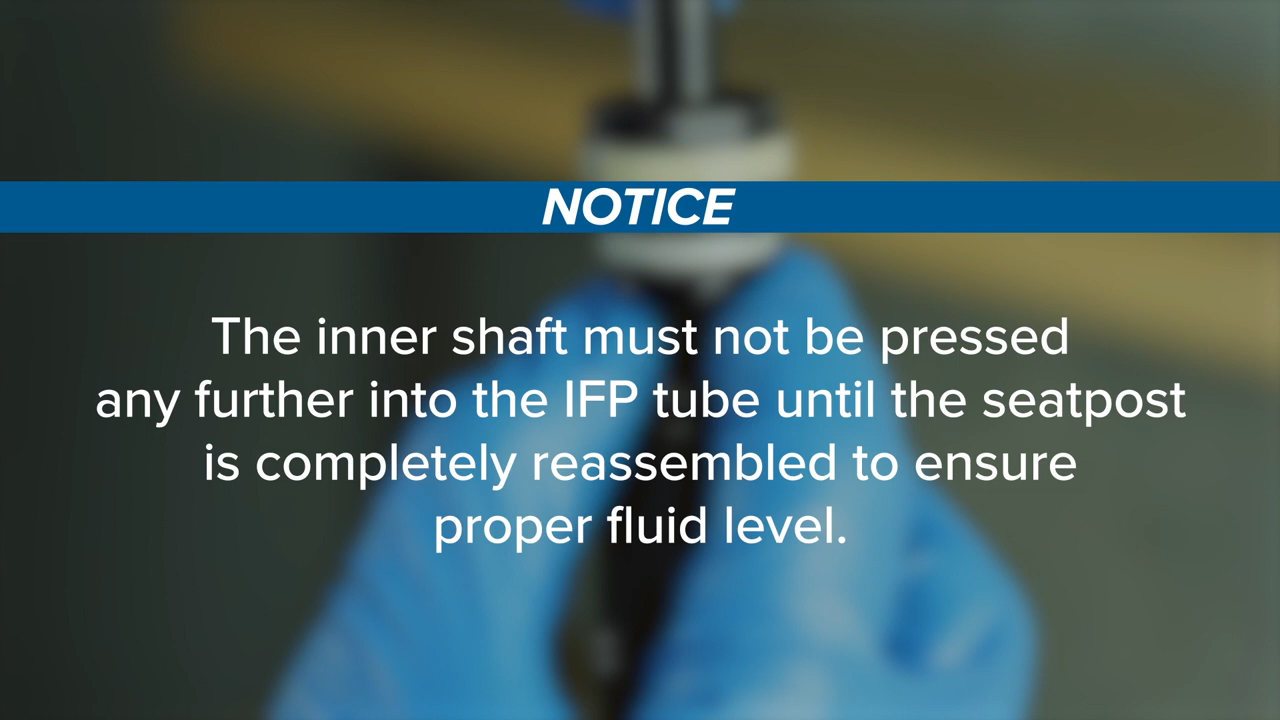 NOTICE
The inner shaft must not be pressed
any further into the IFP tube until the seatpost
is completely reassembled to ensure
proper fluid level.